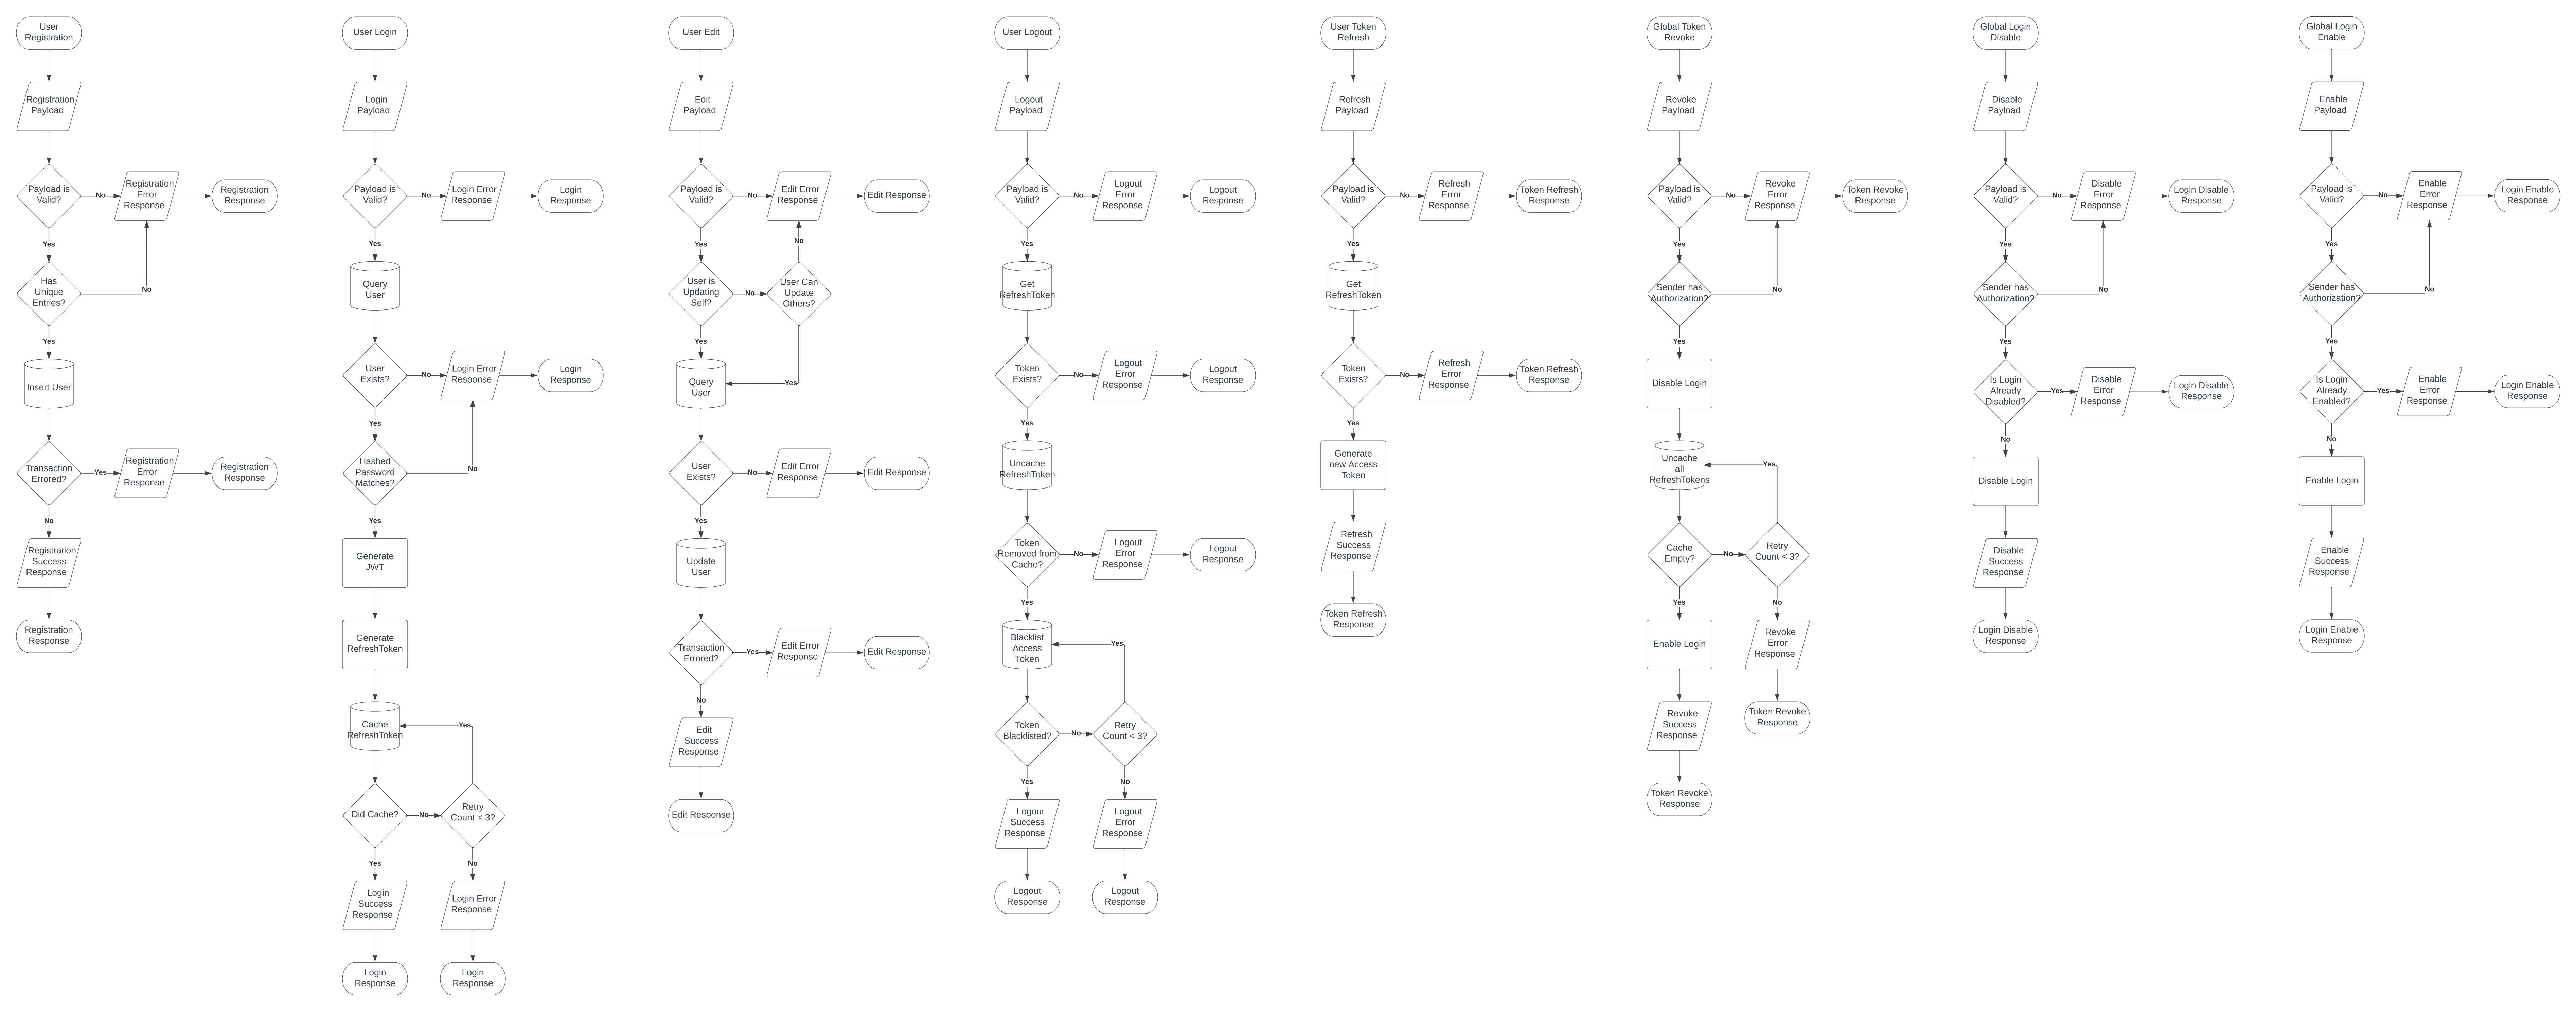 User
Registration
Registration
Payload
Payload is
Valid?
No
Registration
Error
Response
Registration
Response
Yes
Has
Unique
Entries?
No
Yes
Insert User
Transaction
Errored?
Yes
Registration
Error
Response
Registration
Response
No
Registration
Success
Response
Registration
Response
User Login
Login
Payload
Payload is
Valid?
No
Login Error
Response
Login
Response
Yes
Query
User
User
Exists?
No
Login Error
Response
Login
Response
Yes
Hashed
Password
Matches?
No
Yes
Generate
JWT
Generate
RefreshToken
Cache
RefreshToken
Yes
Did Cache?
No
Retry
Count < 3?
Yes
No
Login
Success
Response
Login Error
Response
Login
Response
Login
Response
User Edit
Edit
Payload
Payload is
Valid?
No
Edit Error
Response
Edit Response
Yes
No
User is
Updating
Self?
No
User Can
Update
Others?
Yes
Query
User
Yes
User
Exists?
No
Edit Error
Response
Edit Response
Yes
Update
User
Transaction
Errored?
Yes
Edit Error
Response
Edit Response
No
Edit
Success
Response
Edit Response
User Logout
Logout
Payload
Payload is
Valid?
No
Logout
Error
Response
Logout
Response
Yes
Get
RefreshToken
Token
Exists?
No
Logout
Error
Response
Logout
Response
Yes
Uncache
RefreshToken
Token
Removed from
Cache?
No
Logout
Error
Response
Logout
Response
Yes
Blacklist
Access
Token
Yes
Token
Blacklisted?
No
Retry
Count < 3?
Yes
No
Logout
Success
Response
Logout
Error
Response
Logout
Response
Logout
Response
User Token
Refresh
Refresh
Payload
Payload is
Valid?
No
Refresh
Error
Response
Token Refresh
Response
Yes
Get
RefreshToken
Token
Exists?
No
Refresh
Error
Response
Token Refresh
Response
Yes
Generate
new Access
Token
Refresh
Success
Response
Token Refresh
Response
Global Token
Revoke
Revoke
Payload
Payload is
Valid?
No
Revoke
Error
Response
Token Revoke
Response
Yes
Sender has
Authorization?
No
Yes
Disable Login
Uncache
all
RefreshTokens
Yes
Cache
Empty?
No
Retry
Count < 3?
Yes
No
Enable Login
Revoke
Error
Response
Revoke
Success
Response
Token Revoke
Response
Token Revoke
Response
Global Login
Disable
Disable
Payload
Payload is
Valid?
No
Disable
Error
Response
Login Disable
Response
Yes
Sender has
Authorization?
No
Yes
Is Login
Already
Disabled?
Yes
Disable
Error
Response
Login Disable
Response
No
Disable Login
Disable
Success
Response
Login Disable
Response
Global Login
Enable
Enable
Payload
Payload is
Valid?
No
Enable
Error
Response
Login Enable
Response
Yes
Sender has
Authorization?
No
Yes
Is Login
Already
Enabled?
Yes
Enable
Error
Response
Login Enable
Response
No
Enable Login
Enable
Success
Response
Login Enable
Response